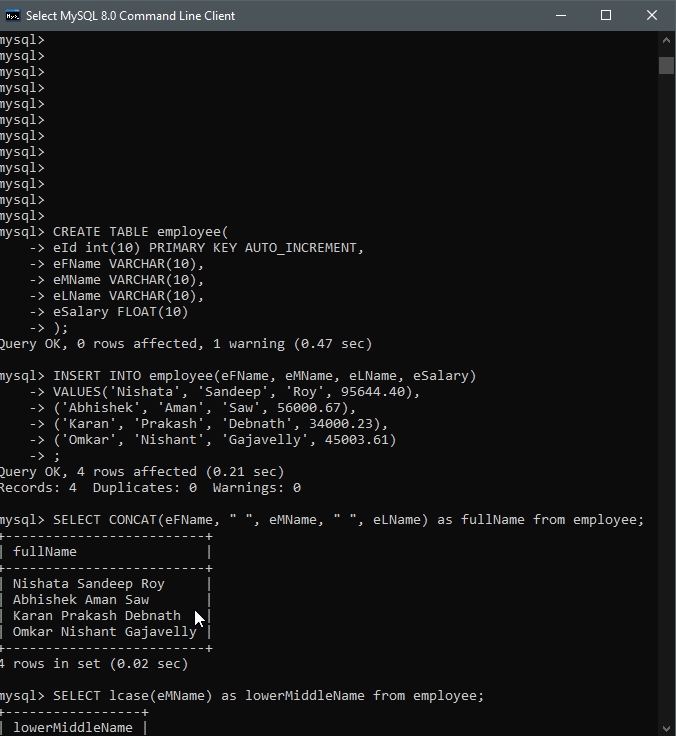 Select MySQL 8.0 Command Line Client
mysql>
mysql>
mysql>
mysql>
mysql>
mysql>
mysql>
mysql>
mysql>
mysql>
mysql>
mysql>
mysql> CREATE TABLE employee(
    -> eId int(10) PRIMARY KEY AUTO_INCREMENT,
    -> eFName VARCHAR(10),
    -> eMName VARCHAR(10),
    -> eLName VARCHAR(10),
    -> eSalary FLOAT(10)
    -> );
Query OK, 0 rows affected, 1 warning (0.47 sec)
mysql> INSERT INTO employee(eFName, eMName, eLName, eSalary)
    -> VALUES('Nishata', 'Sandeep', 'Roy', 95644.40),
    -> ('Abhishek', 'Aman', 'Saw', 56000.67),
    -> ('Karan', 'Prakash', 'Debnath', 34000.23),
    -> ('Omkar', 'Nishant', 'Gajavelly', 45003.61)
    -> ;
Query OK, 4 rows affected (0.21 sec)
Records: 4  Duplicates: 0  Warnings: 0
mysql> SELECT CONCAT(eFName, " ", eMName, " ", eLName) as fullName from employee;
+-------------------------+
| fullName                |
+-------------------------+
| Nishata Sandeep Roy     |
| Abhishek Aman Saw       |
| Karan Prakash Debnath   |
| Omkar Nishant Gajavelly |
+-------------------------+
4 rows in set (0.02 sec)
mysql> SELECT lcase(eMName) as lowerMiddleName from employee;
+-----------------+
| lowerMiddleName |